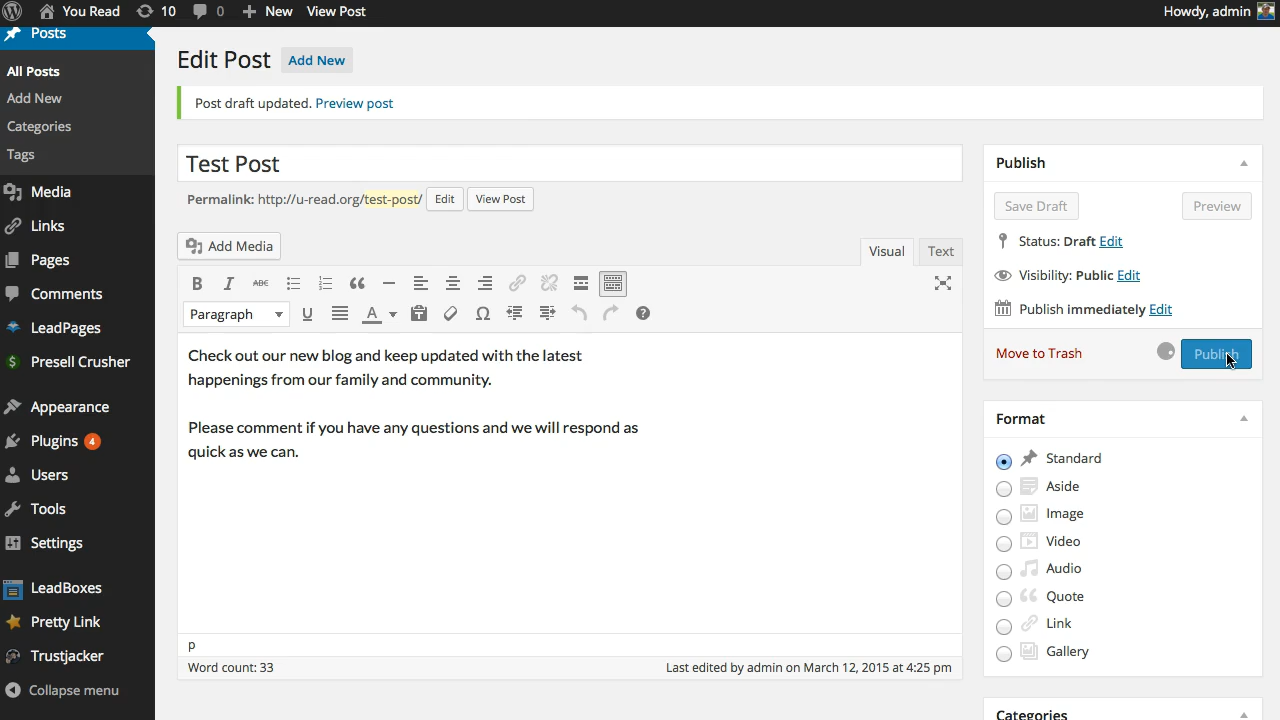 You Read 10 0 New View Post Howdy, admin
Posts
All Posts
Add New
Categories
Tags
Media
Links
Pages
Comments
LeadPages
Presell Crusher
Appearance
Plugins 4
Users
Tools
Settings
LeadBoxes
Pretty Link
Trustjacker
Collapse menu
Edit Post Add New
Post draft updated. Preview post
Test Post
Permalink: http://u-read.org/test-post/ Edit View Post
Add Media
Visual Text
B I ABC
Paragraph U A Ω ?
Check out our new blog and keep updated with the latest
happenings from our family and community.
Please comment if you have any questions and we will respond as
quick as we can.
p
Word count: 33 Last edited by admin on March 12, 2015 at 4:25 pm
Publish
Save Draft Preview
Status: Draft Edit
Visibility: Public Edit
Publish immediately Edit
Move to Trash Publish
Format
Standard
Aside
Image
Video
Audio
Quote
Link
Gallery
Categories